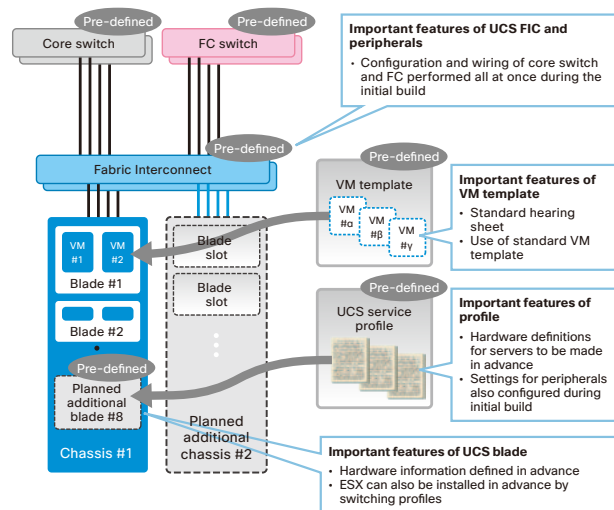 Pre-defined
Core switch
Pre-defined
FC switch
Important features of UCS FIC and
peripherals
• Configuration and wiring of core switch
and FC performed all at once during the
initial build
Pre-defined
Fabric Interconnect
Pre-defined
VM template
VM
#α
VM
#β
VM
#γ
Important features of
VM template
• Standard hearing
sheet
• Use of standard VM
template
VM
#1
VM
#2
Blade #1
Blade #2
Blade
slot
Blade
slot
Pre-defined
UCS service
profile
Important features of
profile
• Hardware definitions
for servers to be made
in advance
• Settings for peripherals
also configured during
initial build
Pre-defined
Planned
additional
blade #8
Chassis #1
Planned
additional
chassis #2
Important features of UCS blade
• Hardware information defined in advance
• ESX can also be installed in advance by
switching profiles